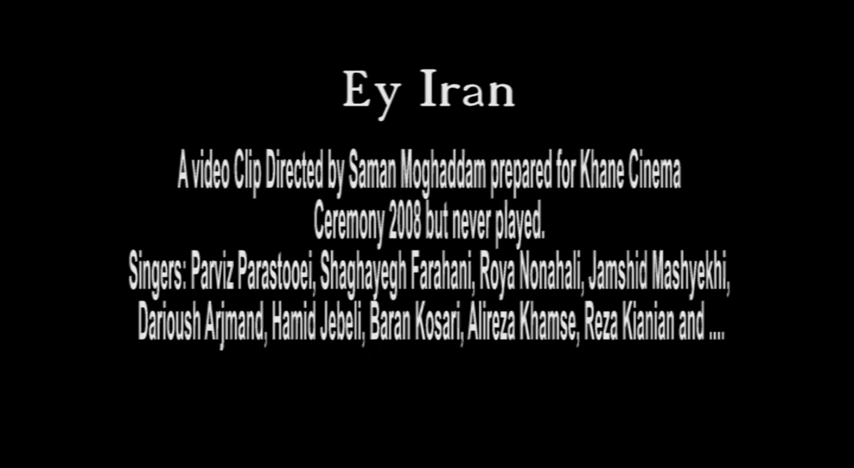 Ey Iran
A video Clip Directed by Saman Moghaddam prepared for Khane Cinema
Ceremony 2008 but never played.
Singers: Parviz Parastooei, Shaghayegh Farahani, Roya Nonahali, Jamshid Mashyekhi,
Darioush Arjmand, Hamid Jebeli, Baran Kosari, Alireza Khamse, Reza Kianian and ....